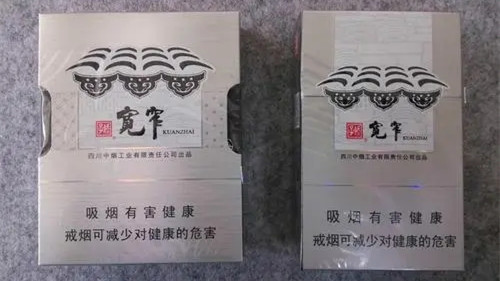 宽窄
KUANZHAI
四川中烟工业有限责任公司出品
吸烟有害健康
戒烟可减少对健康的危害
宽窄
KUANZHAI
四川中烟工业有限责任公司出品
吸烟有害健康
戒烟可减少对健康的危害